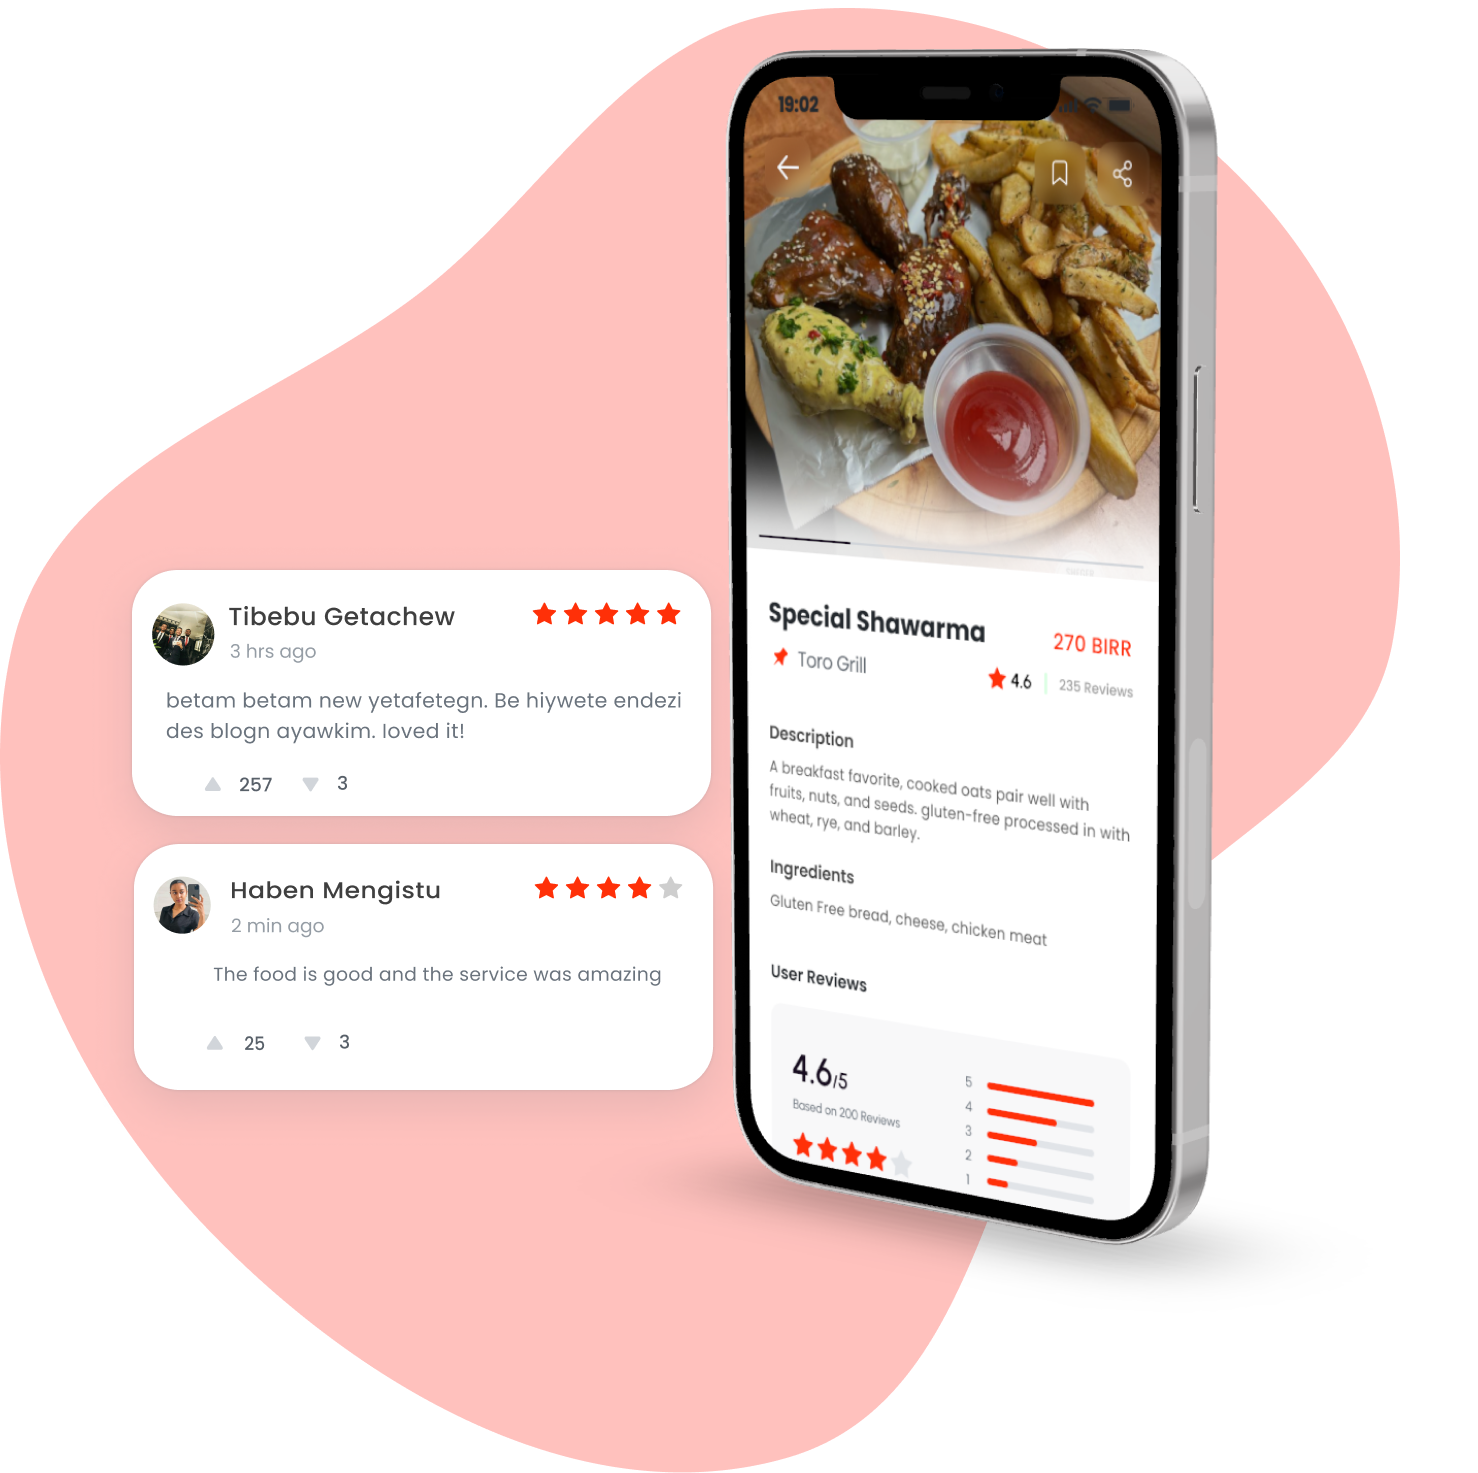 19:02
Special Shawarma
270 BIRR
Toro Grill
4.6
235 Reviews
Description
A breakfast favorite, cooked oats pair well with
fruits, nuts, and seeds. gluten-free processed in with
wheat, rye, and barley.
Ingredients
Gluten Free bread, cheese, chicken meat
User Reviews
4.6/5
Based on 200 Reviews
5
4
3
2
1
Tibebu Getachew
3 hrs ago
betam betam new yetafetegn. Be hiywete endezi
des blogn ayawkim. loved it!
257
3
Haben Mengistu
2 min ago
The food is good and the service was amazing
25
3